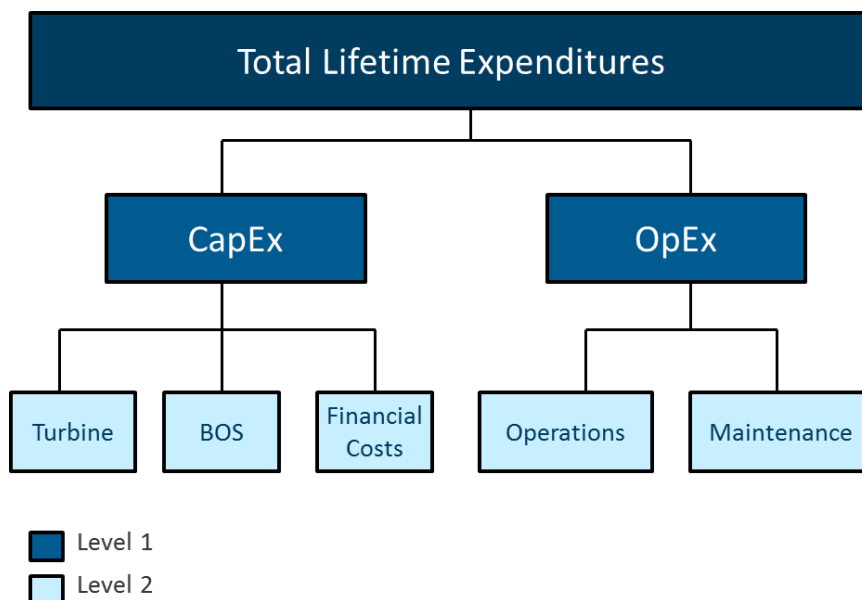 Total Lifetime Expenditures
CapEx
OpEx
Turbine
BOS
Financial
Costs
Operations
Maintenance
Level 1
Level 2